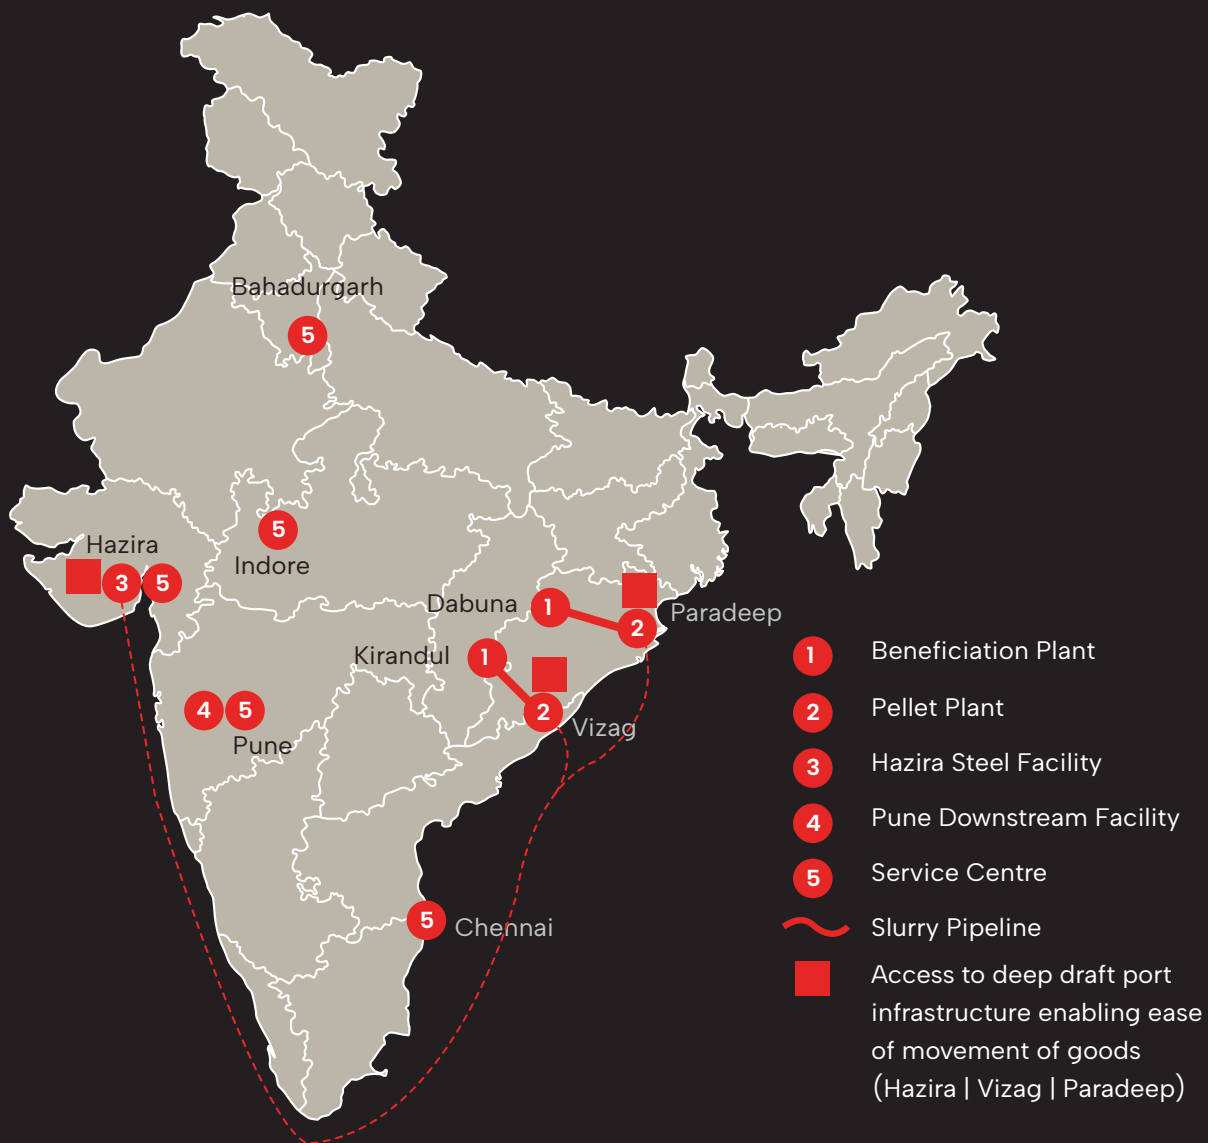 Bahadurgarh
5
5
Indore
Hazira
3 5
Dabuna 1
2 Paradeep
Kirandul 1
2 Vizag
4 5
Pune
5 Chennai
1 Beneficiation Plant
2 Pellet Plant
3 Hazira Steel Facility
4 Pune Downstream Facility
5 Service Centre
Slurry Pipeline
Access to deep draft port
infrastructure enabling ease
of movement of goods
(Hazira | Vizag | Paradeep)